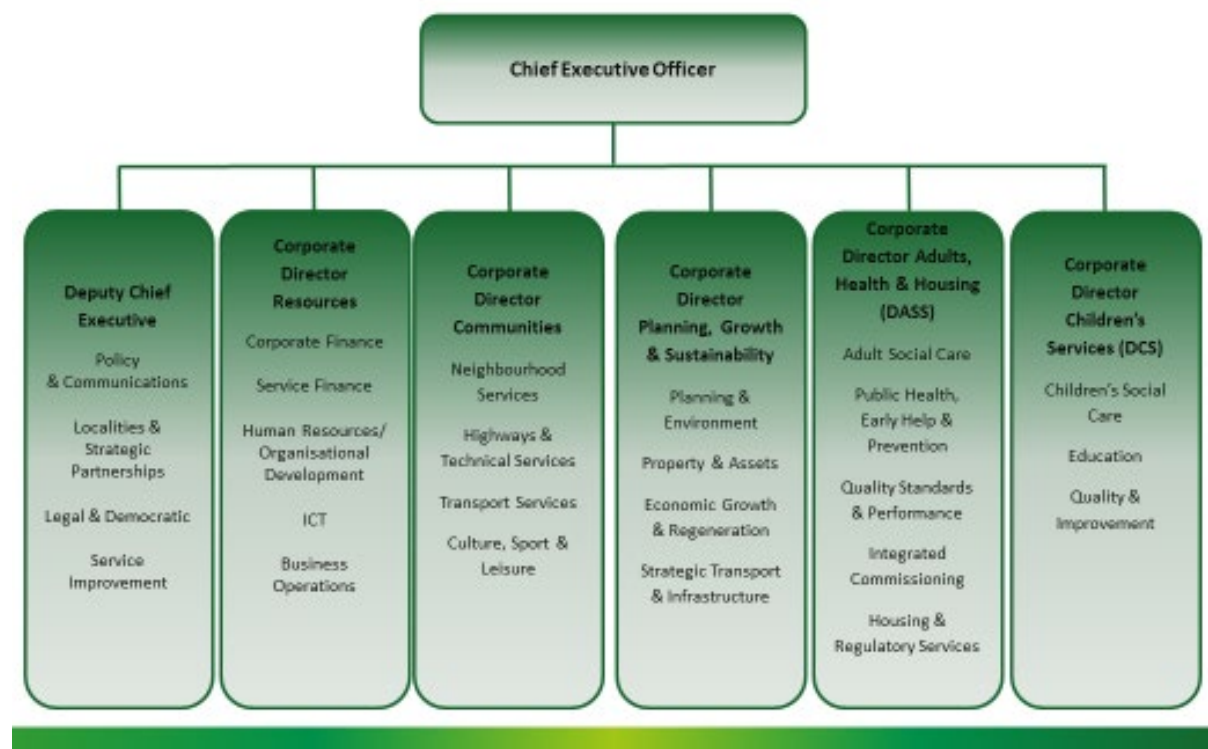 Chief Executive Officer
Deputy Chief
Executive
Policy
& Communications
Localities &
Strategic
Partnerships
Legal & Democratic
Service
Improvement
Corporate
Director
Resources
Corporate Finance
Service Finance
Human Resources/
Organisational
Development
ICT
Business
Operations
Corporate
Director
Communities
Neighbourhood
Services
Highways &
Technical Services
Transport Services
Culture, Sport &
Leisure
Corporate
Director
Planning, Growth
& Sustainability
Planning &
Environment
Property & Assets
Economic Growth
& Regeneration
Strategic Transport
& Infrastructure
Corporate
Director Adults,
Health & Housing
(DASS)
Adult Social Care
Public Health,
Early Help &
Prevention
Quality Standards
& Performance
Integrated
Commissioning
Housing &
Regulatory Services
Corporate
Director
Children's
Services (DCS)
Children's Social
Care
Education
Quality &
Improvement